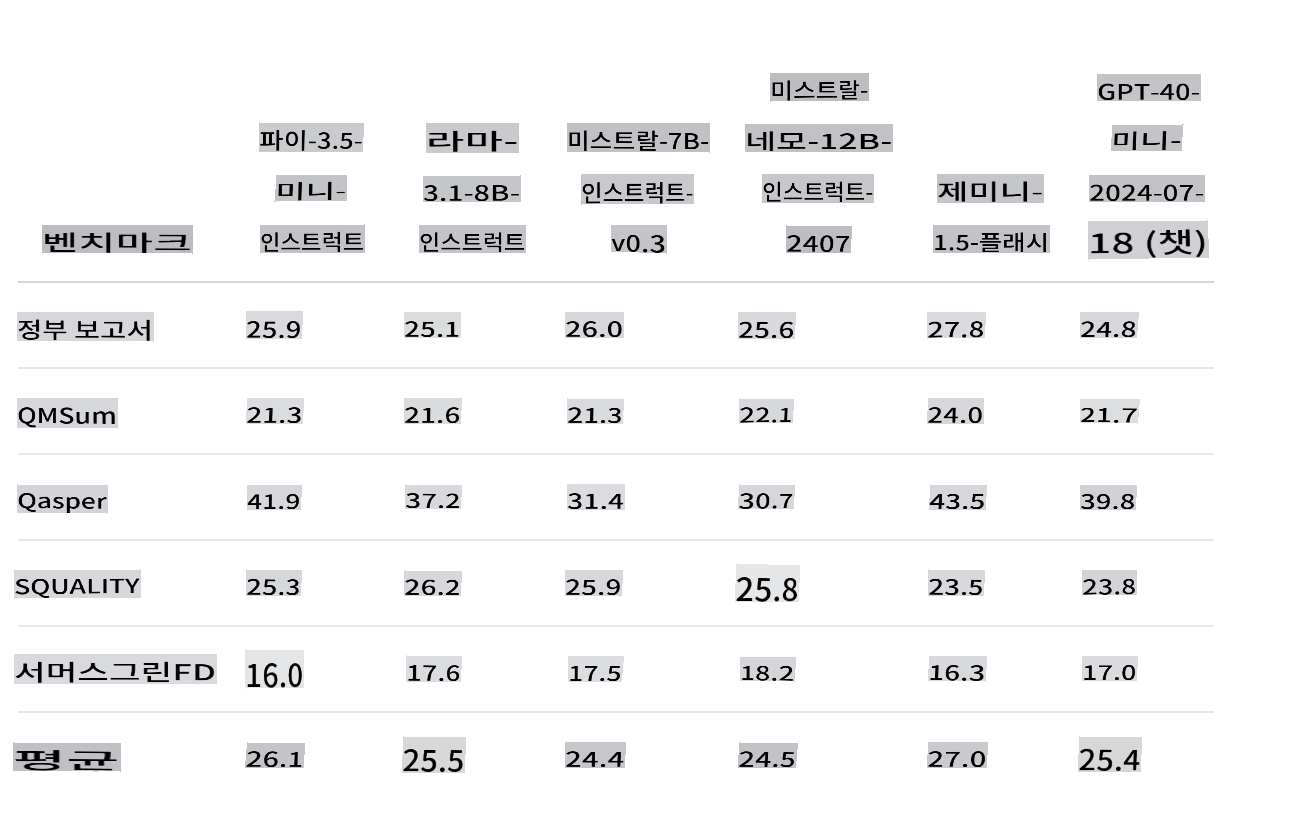 미스트랄- GPT-40-
파이-3.5- 라마- 미스트랄-7B- 네모-12B- 미니-
미니- 3.1-8B- 인스트럭트- 인스트럭트- 제미니- 2024-07-
벤치마크 인스트럭트 인스트럭트 v0.3 2407 1.5-플래시 18 (챗)
정부 보고서 25.9 25.1 26.0 25.6 27.8 24.8
QMSum 21.3 21.6 21.3 22.1 24.0 21.7
Qasper 41.9 37.2 31.4 30.7 43.5 39.8
SQUALITY 25.3 26.2 25.9 25.8 23.5 23.8
서머스그린FD 16.0 17.6 17.5 18.2 16.3 17.0
평균 26.1 25.5 24.4 24.5 27.0 25.4